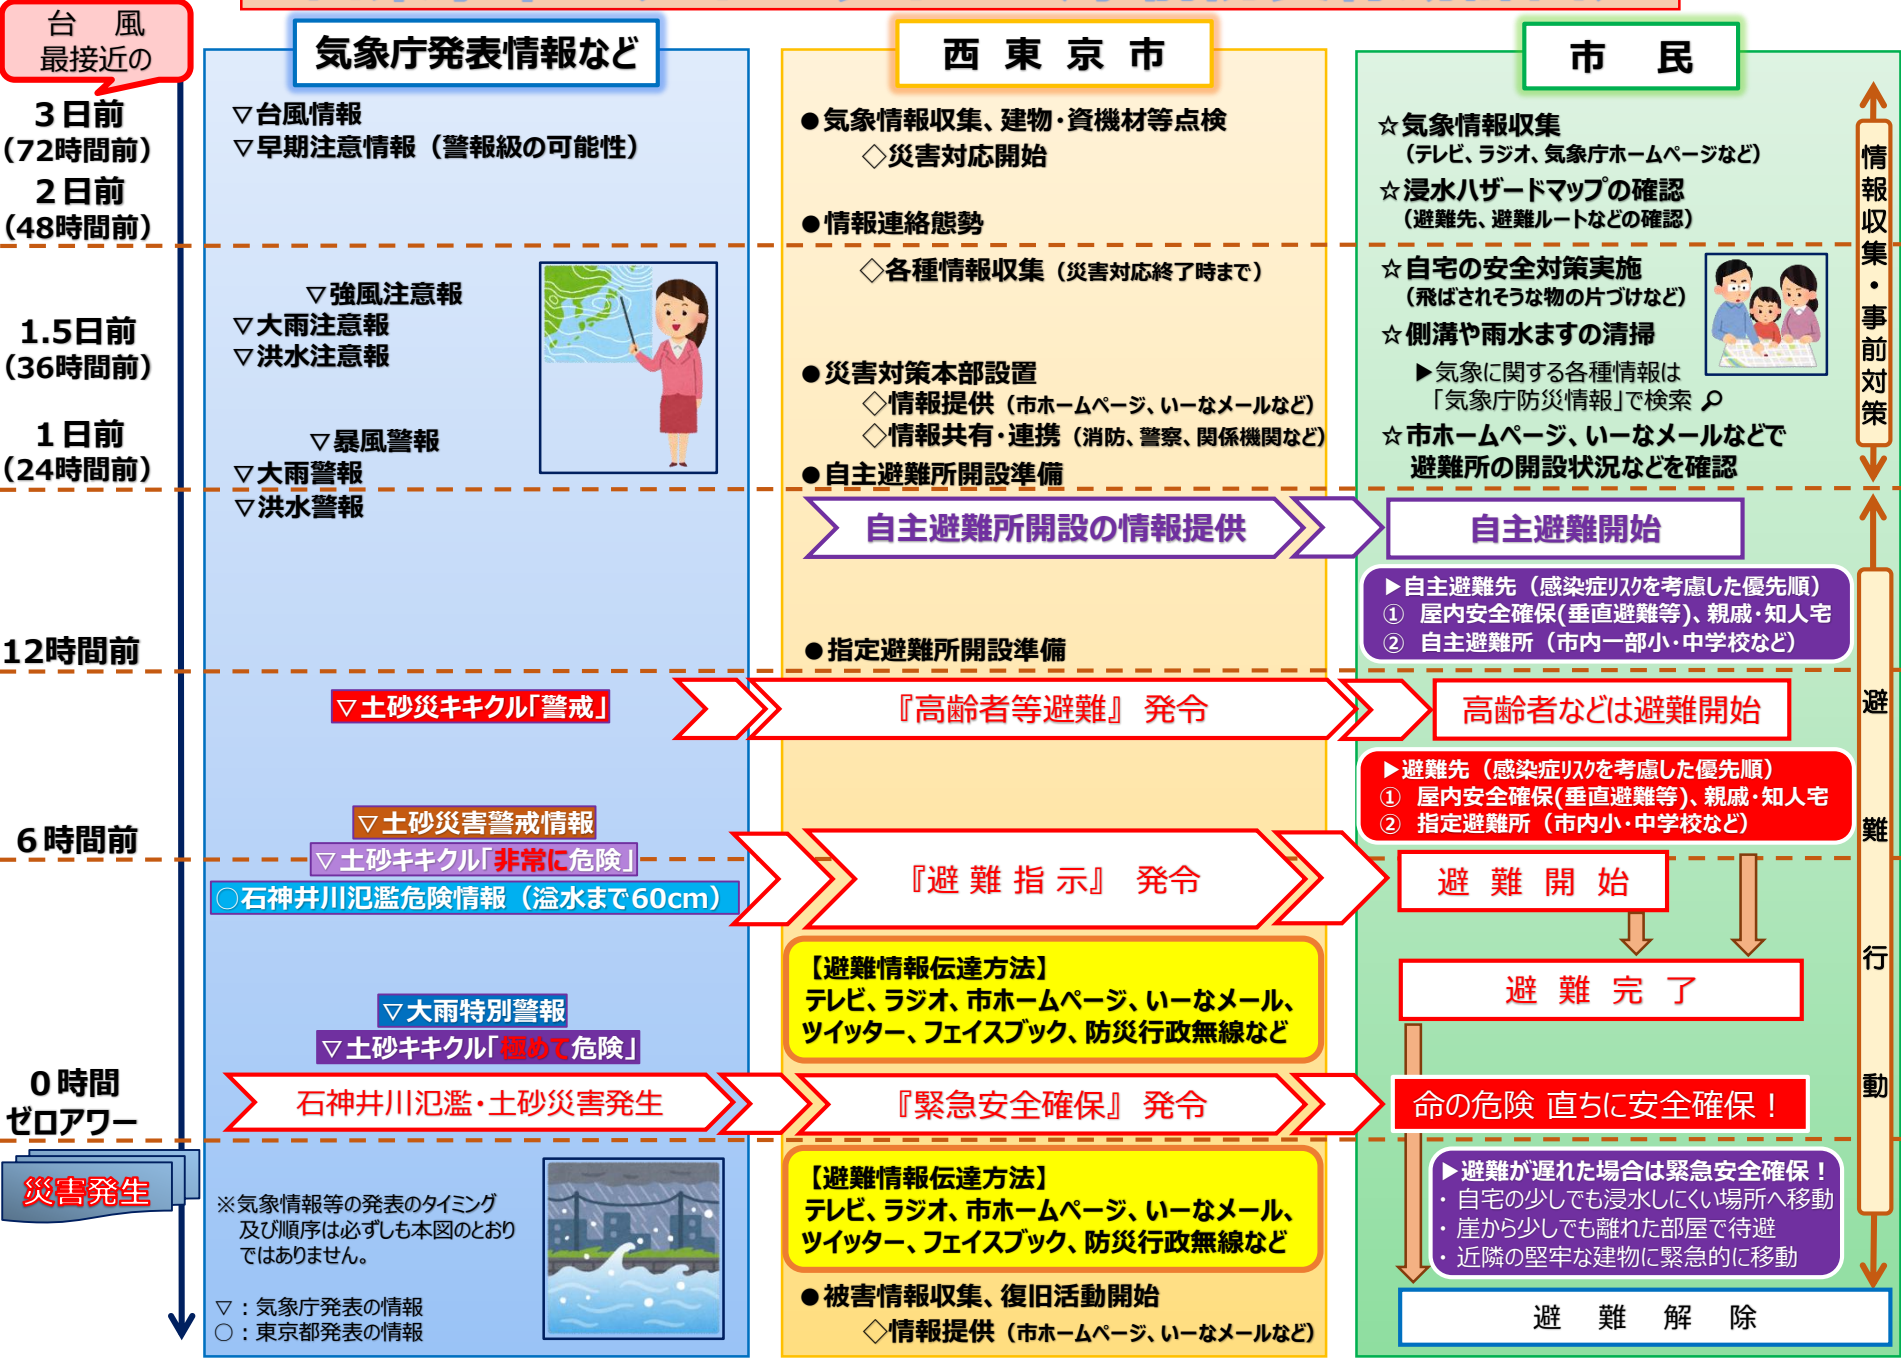 台　風
最接近の
3日前
（72時間前）
2日前
（48時間前）
1.5日前
（36時間前）
1日前
（24時間前）
12時間前
6時間前
0時間
ゼロアワー
災害発生
気象庁発表情報など
▽台風情報
▽早期注意情報（警報級の可能性）
▽強風注意報
▽大雨注意報
▽洪水注意報
▽暴風警報
▽大雨警報
▽洪水警報
▽土砂災キキクル「警戒」
▽土砂災害警戒情報
▽土砂キキクル「非常に危険」
○石神井川氾濫危険情報（溢水まで60cm）
▽大雨特別警報
▽土砂キキクル「極めて危険」
石神井川氾濫・土砂災害発生
※気象情報等の発表のタイミング
及び順序は必ずしも本図のとおり
ではありません。
▽：気象庁発表の情報
○：東京都発表の情報
西東京市
●気象情報収集、建物・資機材等点検
◇災害対応開始
●情報連絡態勢
◇各種情報収集（災害対応終了時まで）
●災害対策本部設置
◇情報提供（市ホームページ、いーなメールなど）
◇情報共有・連携（消防、警察、関係機関など）
●自主避難所開設準備
自主避難所開設の情報提供
●指定避難所開設準備
『高齢者等避難』発令
『避難指示』発令
【避難情報伝達方法】
テレビ、ラジオ、市ホームページ、いーなメール、
ツイッター、フェイスブック、防災行政無線など
『緊急安全確保』発令
【避難情報伝達方法】
テレビ、ラジオ、市ホームページ、いーなメール、
ツイッター、フェイスブック、防災行政無線など
●被害情報収集、復旧活動開始
◇情報提供（市ホームページ、いーなメールなど）
市　民
☆気象情報収集
（テレビ、ラジオ、気象庁ホームページなど）
☆浸水ハザードマップの確認
（避難先、避難ルートなどの確認）
☆自宅の安全対策実施
（飛ばされそうな物の片づけなど）
☆側溝や雨水ますの清掃
▶気象に関する各種情報は
「気象庁防災情報」で検索
☆市ホームページ、いーなメールなどで
避難所の開設状況などを確認
自主避難開始
▶自主避難先（感染症リスクを考慮した優先順）
①　屋内安全確保(垂直避難等)、親戚・知人宅
②　自主避難所（市内一部小・中学校など）
高齢者などは避難開始
▶避難先（感染症リスクを考慮した優先順）
①　屋内安全確保(垂直避難等)、親戚・知人宅
②　指定避難所（市内小・中学校など）
避難開始
避難完了
命の危険 直ちに安全確保！
▶避難が遅れた場合は緊急安全確保！
・自宅の少しでも浸水しにくい場所へ移動
・崖から少しでも離れた部屋で待避
・近隣の堅牢な建物に緊急的に移動
避難解除
情報収集・事前対策
避難行動